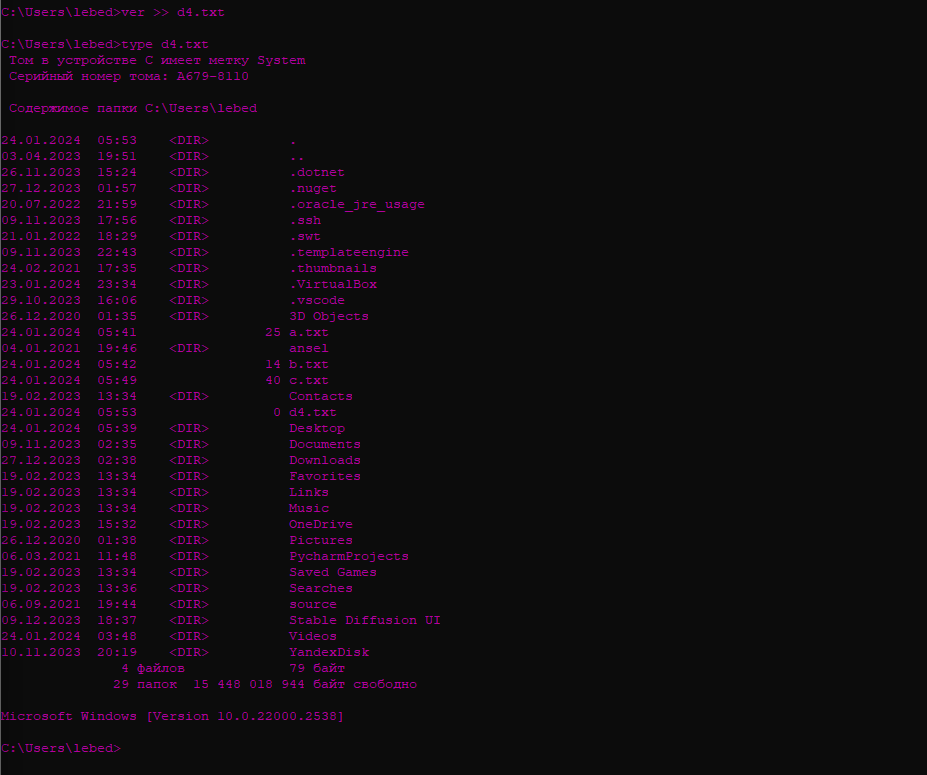 C:\Users\lebed>ver >> d4.txt
C:\Users\lebed>type d4.txt
Том в устройстве C имеет метку System
Серийный номер тома: A679-8110
Содержимое папки C:\Users\lebed
24.01.2024  05:53    <DIR>          .
03.04.2023  19:51    <DIR>          ..
26.11.2023  15:24    <DIR>          .dotnet
27.12.2023  01:57    <DIR>          .nuget
20.07.2022  21:59    <DIR>          .oracle_jre_usage
09.11.2023  17:56    <DIR>          .ssh
21.01.2022  18:29    <DIR>          .swt
09.11.2023  22:43    <DIR>          .templateengine
24.02.2021  17:35    <DIR>          .thumbnails
23.01.2024  23:34    <DIR>          .VirtualBox
29.10.2023  16:06    <DIR>          .vscode
26.12.2020  01:35    <DIR>          3D Objects
24.01.2024  05:41                25 a.txt
04.01.2021  19:46    <DIR>          ansel
24.01.2024  05:42                14 b.txt
24.01.2024  05:49                40 c.txt
19.02.2023  13:34    <DIR>          Contacts
24.01.2024  05:53                 0 d4.txt
24.01.2024  05:39    <DIR>          Desktop
09.11.2023  02:35    <DIR>          Documents
27.12.2023  02:38    <DIR>          Downloads
19.02.2023  13:34    <DIR>          Favorites
19.02.2023  13:34    <DIR>          Links
19.02.2023  13:34    <DIR>          Music
19.02.2023  15:32    <DIR>          OneDrive
26.12.2020  01:38    <DIR>          Pictures
06.03.2021  11:48    <DIR>          PycharmProjects
19.02.2023  13:34    <DIR>          Saved Games
19.02.2023  13:36    <DIR>          Searches
06.09.2021  19:44    <DIR>          source
09.12.2023  18:37    <DIR>          Stable Diffusion UI
24.01.2024  03:48    <DIR>          Videos
10.11.2023  20:19    <DIR>          YandexDisk
4 файлов             79 байт
29 папок  15 448 018 944 байт свободно
Microsoft Windows [Version 10.0.22000.2538]
C:\Users\lebed>